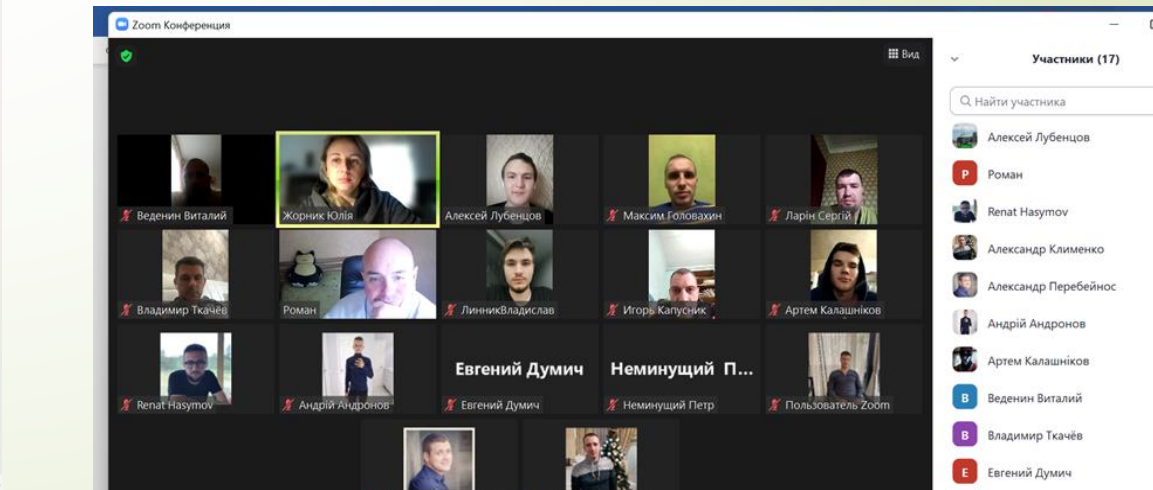 Zoom Конференция
Вид
Веденин Виталий
Жорник Юлія
Алексей Лубенцов
Максим Головахин
Ларін Сергій
Владимир Ткачёв
Роман
ЛинникВладислав
Игорь Капусник
Артем Калашніков
Евгений Думич
Неминущий П...
Renat Hasymov
Андрій Андронов
Евгений Думич
Неминущий Петр
Пользователь Zoom
Участники (17)
Найти участника
Алексей Лубенцов
Р
Роман
Renat Hasymov
Александр Клименко
Александр Перебейнос
Андрій Андронов
Артем Калашніков
В
Веденин Виталий
В
Владимир Ткачёв
Е
Евгений Думич